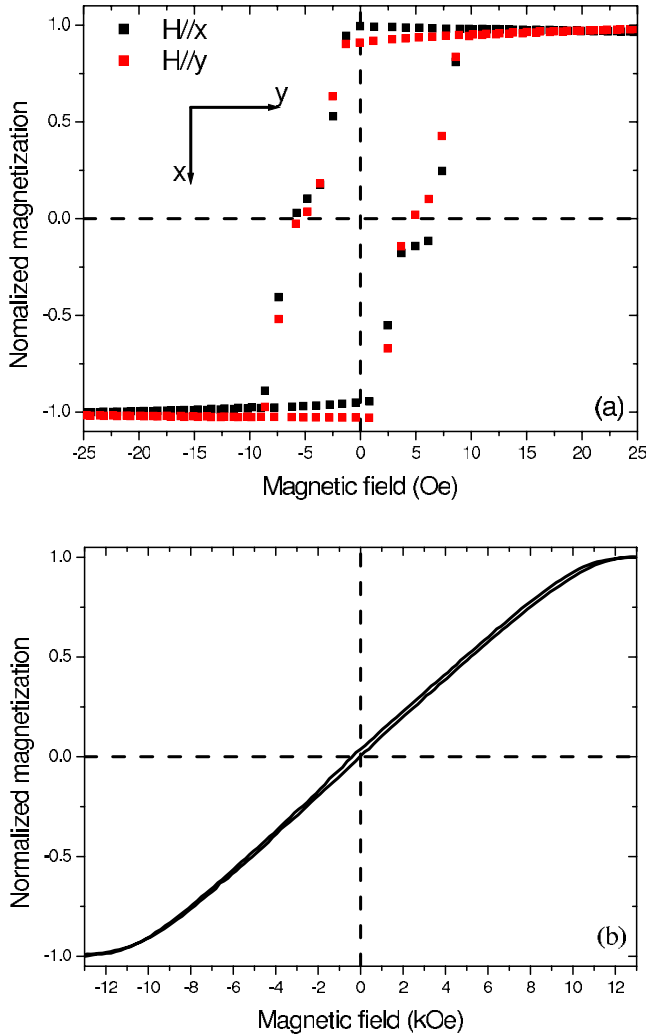 1.0
0.5
0.0
-0.5
-1.0
Nomalized magnetization
H//x
H//y
y
x
(a)
-25 -20 -15 -10 -5 0 5 10 15 20 25
Magnetic field (Oe)
1.0
0.5
0.0
-0.5
-1.0
Normalized magnetization
(b)
-12 -10 -8 -6 -4 -2 0 2 4 6 8 10 12
Magnetic field (kOe)